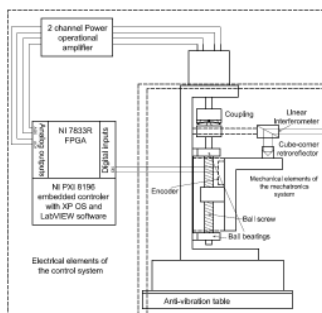 2 channel Power
operational
amplifier
Analog outputs
NI 7833R
FPGA
Digital inputs
NI PXI 8196
embedded controller
with XP OS and
LabVIEW software
Electrical elements of
the control system
Coupling
Linear
Interferometer
Cube-corner
retroreflector
Mechanical elements of
the mechatronics
system
Encoder
Ball screw
Ball bearings
Anti-vibration table